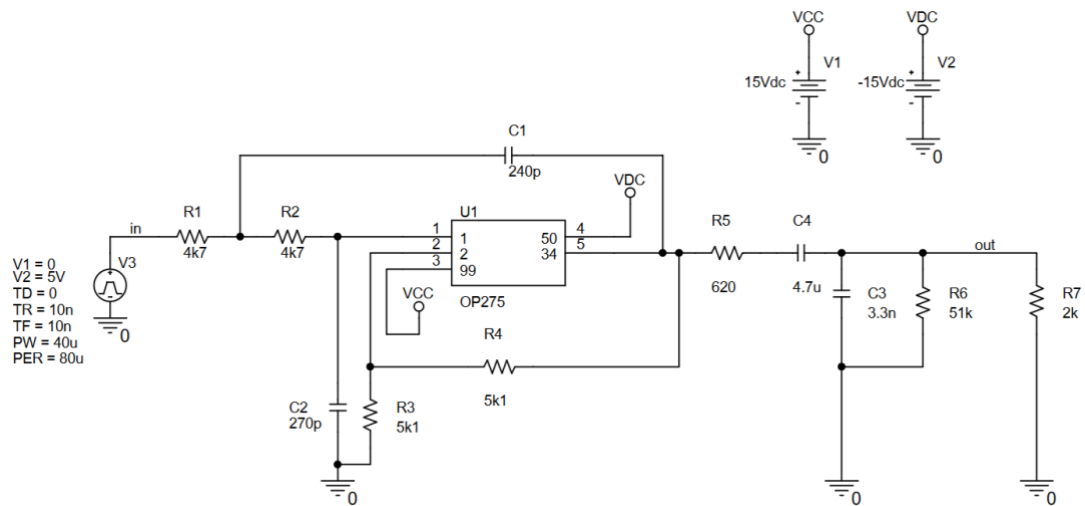 VCC
VDC
V1
15Vdc
V2
-15Vdc
0
0
C1
240p
VDC
R1
4k7
in
R2
4k7
U1
1
2
3
1
2
99
50
34
4
5
OP275
VCC
R5
620
C4
4.7u
out
V3
V1 = 0
V2 = 5V
TD = 0
TR = 10n
TF = 10n
PW = 40u
PER = 80u
0
C3
3.3n
R6
51k
R7
2k
R4
5k1
C2
270p
R3
5k1
0
0
0